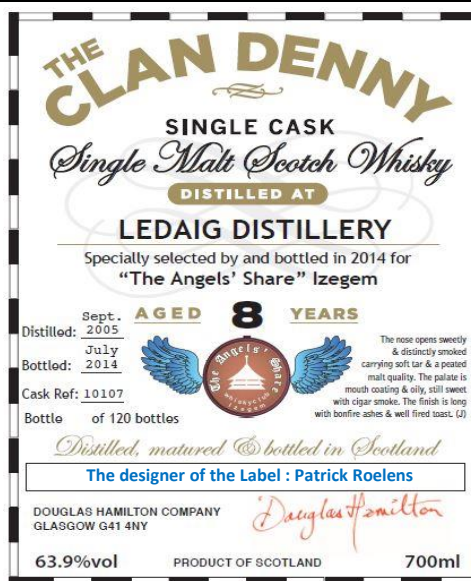 THE
CLAN DENNY
SINGLE CASK
Single Malt Scotch Whisky
DISTILLED AT
LEDAIG DISTILLERY
Specially selected by and bottled in 2014 for
“The Angels’ Share” Izegem
AGED 8 YEARS
Distilled: Sept. 2005
Bottled: July 2014
Cask Ref: 10107
Bottle of 120 bottles
The Angels' Share
whiskyclub
izegem
The nose opens sweetly
& distinctly smoked
carrying soft tar & a peated
malt quality. The palate is
mouth coating & oily, still sweet
with cigar smoke. The finish is long
with bonfire ashes & well fired toast. (J)
Distilled, matured & bottled in Scotland
The designer of the Label : Patrick Roelens
DOUGLAS HAMILTON COMPANY
GLASGOW G41 4NY
Douglas Hamilton
63.9%vol
PRODUCT OF SCOTLAND
700ml